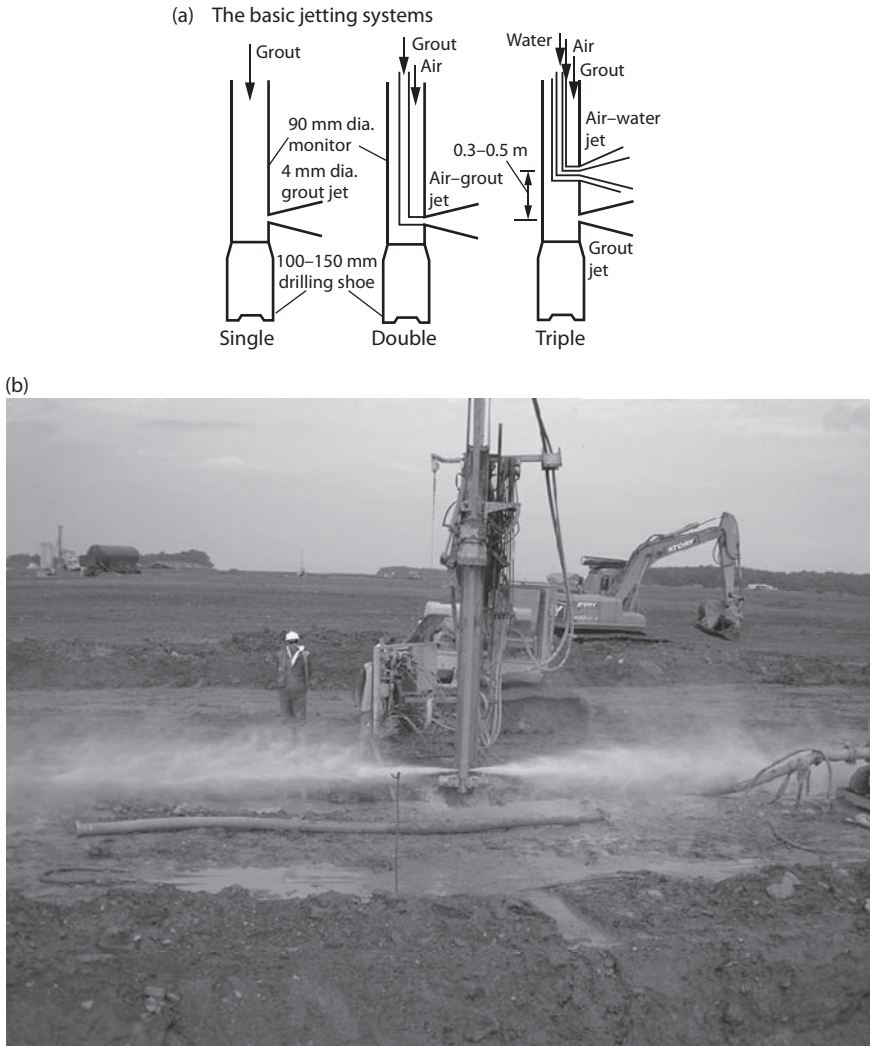 (a) The basic jetting systems
Grout
90 mm dia.
monitor
4 mm dia.
grout jet
100–150 mm
drilling shoe
Single
Grout
Air
Air–grout
jet
Double
Water
Air
Grout
Air–water
jet
0.3–0.5 m
Grout
jet
Triple
(b)
STORY
STORY